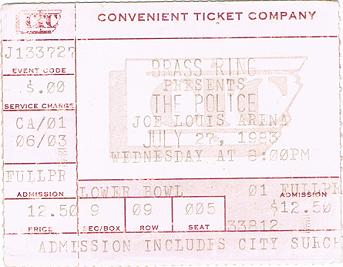 CTC
CONVENIENT TICKET COMPANY
J133727
EVENT CODE
$.00
SERVICE CHARGE
CA/01
06/03
FULLPR
ADMISSION
12.50
PRICE
BRASS RING
PRESENTS
THE POLICE
JOE LOUIS ARENA
JULY 27, 1983
WEDNESDAY AT 8:00PM
LOWER BOWL 01 FULLPR
ADMISSION
9 09 005 $12.50
SEC/BOX ROW SEAT 33812
ADMISSION INCLUDES CITY SURCH